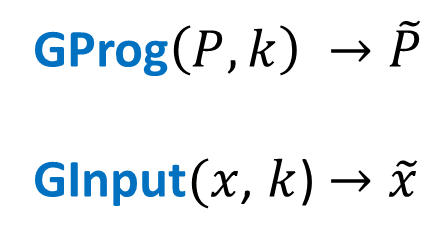 GProg(P, k) → P̃
GInput(x, k) → x̃